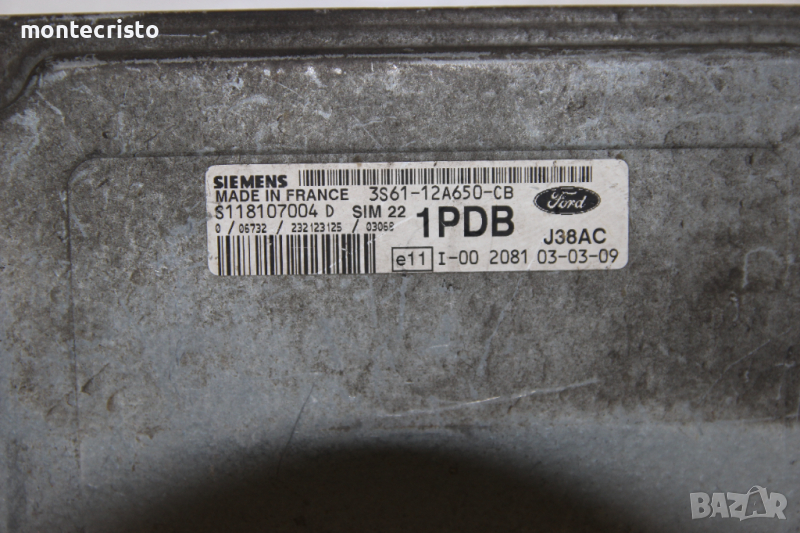 montecristo
SIEMENS
MADE IN FRANCE 3S61-12A650-CB
Ford
S118107004 D SIM 22 1PDB J38AC
0 / 06732 / 232123125 / 03068
e11 I-00 2081 03-03-09
BAZAR